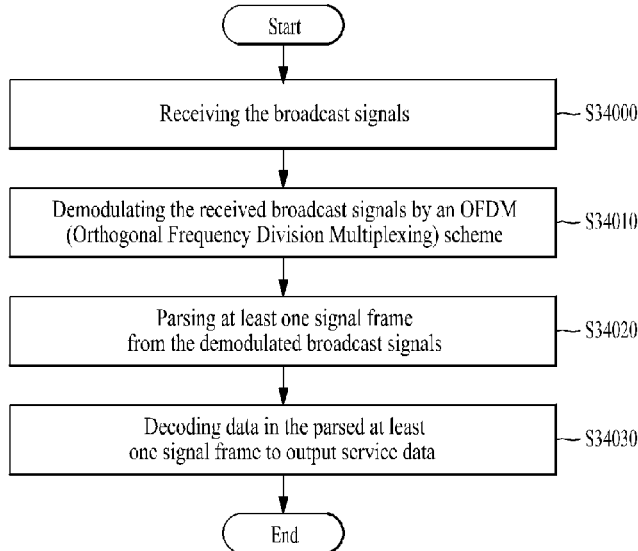 Start
Receiving the broadcast signals
S34000
Demodulating the received broadcast signals by an OFDM
(Orthogonal Frequency Division Multiplexing) scheme
S34010
Parsing at least one signal frame
from the demodulated broadcast signals
S34020
Decoding data in the parsed at least
one signal frame to output service data
S34030
End